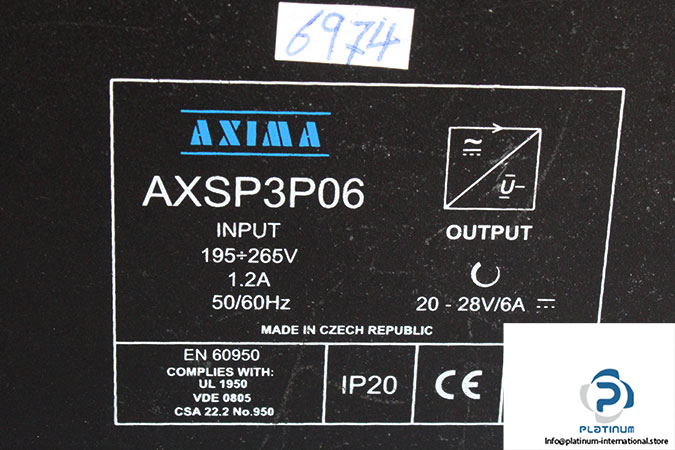 6974
AXIMA
AXSP3P06
INPUT
195÷265V
1.2A
50/60Hz
U
OUTPUT
20 - 28V/6A
MADE IN CZECH REPUBLIC
EN 60950
COMPLIES WITH:
UL 1950
VDE 0805
CSA 22.2 No.950
IP20
CE
PLATINUM
Info@platinum-international.store